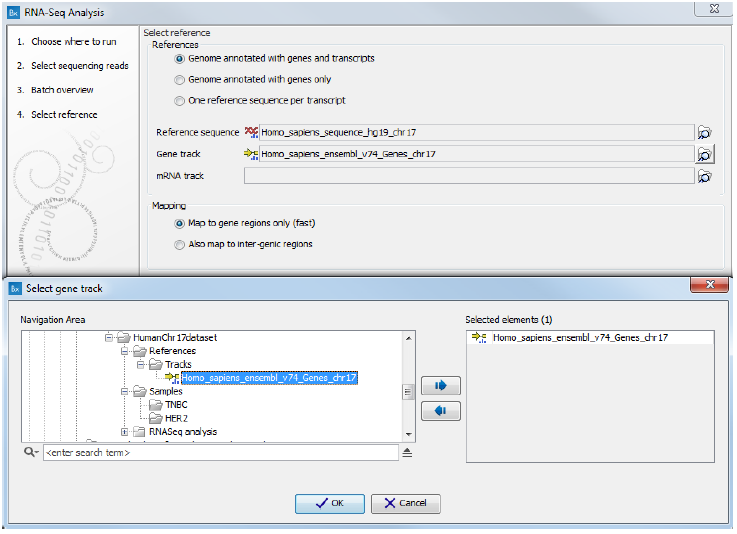 Bx RNA-Seq Analysis
1. Choose where to run
2. Select sequencing reads
3. Batch overview
4. Select reference
Select reference
References
Genome annotated with genes and transcripts
Genome annotated with genes only
One reference sequence per transcript
Reference sequence Homo_sapiens_sequence_hg19_chr17
Gene track Homo_sapiens_ensembl_v74_Genes_chr17
mRNA track
Mapping
Map to gene regions only (fast)
Also map to inter-genic regions
Bx Select gene track
Navigation Area
HumanChr17dataset
References
Tracks
Homo_sapiens_ensembl_v74_Genes_chr17
Samples
TNBC
HER2
RNASeq analysis
<enter search term>
Selected elements (1)
Homo_sapiens_ensembl_v74_Genes_chr17
OK
Cancel